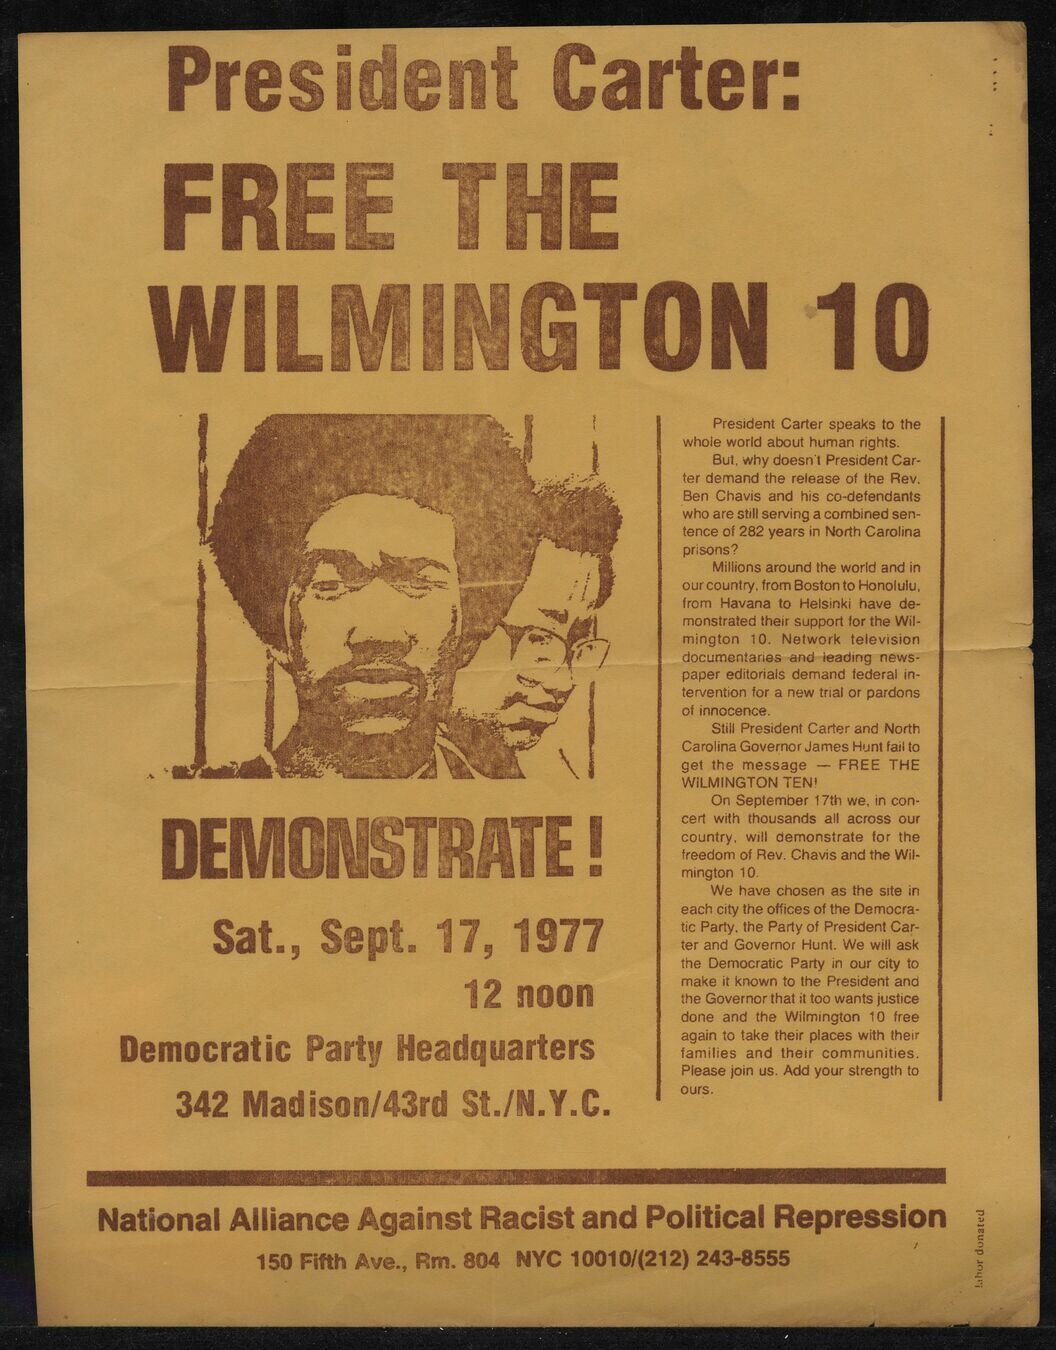 President Carter:
FREE THE
WILMINGTON 10
President Carter speaks to the
whole world about human rights.
But, why doesn't President Car-
ter demand the release of the Rev.
Ben Chavis and his co-defendants
who are still serving a combined sen-
tence of 282 years in North Carolina
prisons?
Millions around the world and in
our country, from Boston to Honolulu,
from Havana to Helsinki have de-
monstrated their support for the Wil-
mington 10. Network television
documentaries and leading news-
paper editorials demand federal in-
tervention for a new trial or pardons
of innocence.
Still President Carter and North
Carolina Governor James Hunt fail to
get the message — FREE THE
WILMINGTON TEN!
On September 17th we, in con-
cert with thousands all across our
country, will demonstrate for the
freedom of Rev. Chavis and the Wil-
mington 10.
We have chosen as the site in
each city the offices of the Democra-
tic Party, the Party of President Car-
ter and Governor Hunt. We will ask
the Democratic Party in our city to
make it known to the President and
the Governor that it too wants justice
done and the Wilmington 10 free
again to take their places with their
families and their communities.
Please join us. Add your strength to
ours.
DEMONSTRATE!
Sat., Sept. 17, 1977
12 noon
Democratic Party Headquarters
342 Madison/43rd St./N.Y.C.
National Alliance Against Racist and Political Repression
150 Fifth Ave., Rm. 804 NYC 10010/(212) 243-8555
labor donated